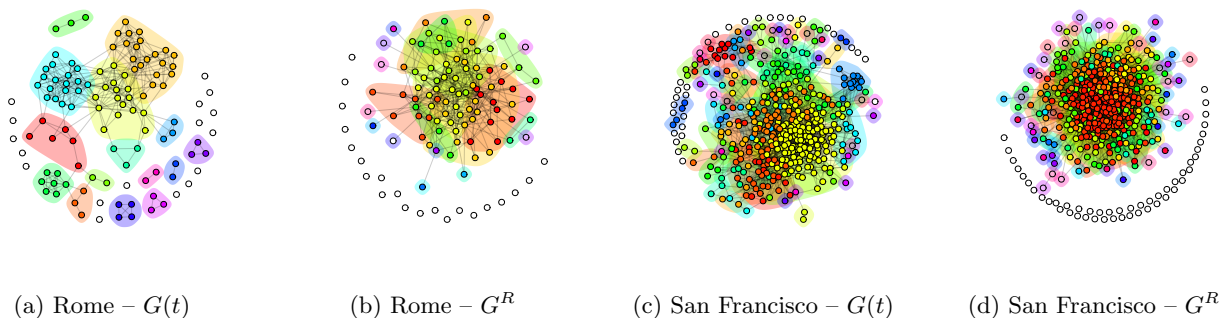 (a) Rome – G(t) (b) Rome – G^R (c) San Francisco – G(t) (d) San Francisco – G^R